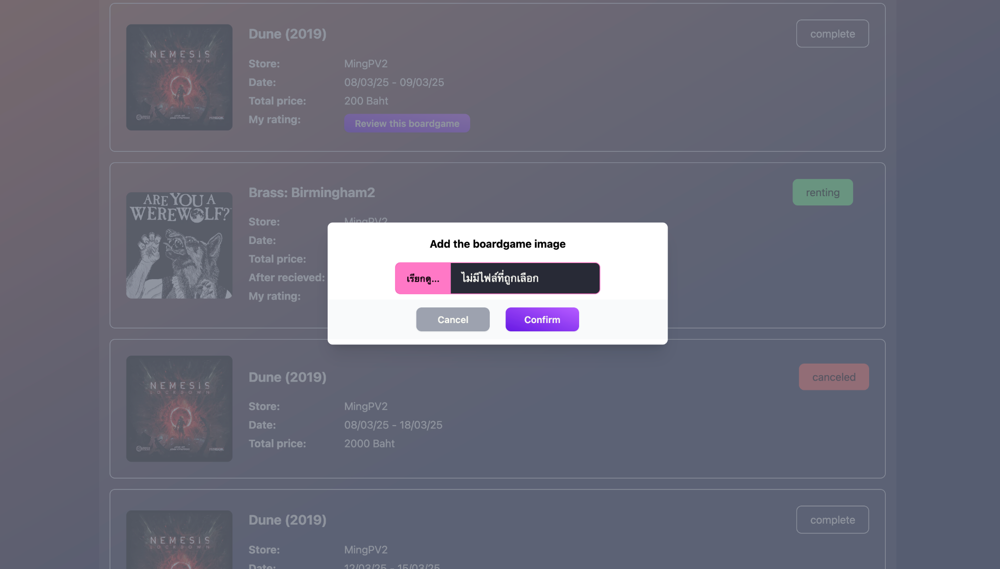 NEMESIS
LOCKDOWN
MINDOK
Dune (2019)
complete
Store: MingPV2
Date: 08/03/25 - 09/03/25
Total price: 200 Baht
My rating: Review this boardgame
ARE YOU A
WEREWOLF?
Brass: Birmingham2
renting
Store: MingPV2
Date:
Total price:
After recieved:
My rating:
Add the boardgame image
เรียกดู... ไม่มีไฟล์ที่ถูกเลือก
Cancel Confirm
NEMESIS
LOCKDOWN
MINDOK
Dune (2019)
canceled
Store: MingPV2
Date: 08/03/25 - 18/03/25
Total price: 2000 Baht
NEMESIS
LOCKDOWN
Dune (2019)
complete
Store: MingPV2
Date: 12/03/25 - 15/03/25